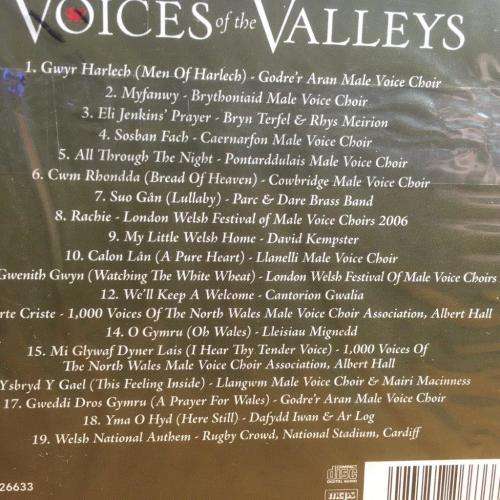 VOICES of the VALLEYS
1. Gwyr Harlech (Men Of Harlech) - Godre'r Aran Male Voice Choir
2. Myfanwy - Brythoniaid Male Voice Choir
3. Eli Jenkins' Prayer - Bryn Terfel & Rhys Meirion
4. Sosban Fach - Caernarfon Male Voice Choir
5. All Through The Night - Pontarddulais Male Voice Choir
6. Cwm Rhondda (Bread Of Heaven) - Cowbridge Male Voice Choir
7. Suo Gân (Lullaby) - Parc & Dare Brass Band
8. Rachie - London Welsh Festival of Male Voice Choirs 2006
9. My Little Welsh Home - David Kempster
10. Calon Lân (A Pure Heart) - Llanelli Male Voice Choir
Gwenith Gwyn (Watching The White Wheat) - London Welsh Festival Of Male Voice Choirs
12. We'll Keep A Welcome - Cantorion Gwalia
rte Criste - 1,000 Voices Of The North Wales Male Voice Choir Association, Albert Hall
14. O Gymru (Oh Wales) - Lleisiau Mignedd
15. Mi Glywaf Dyner Lais (I Hear Thy Tender Voice) - 1,000 Voices Of
The North Wales Male Voice Choir Association, Albert Hall
Ysbryd Y Gael (This Feeling Inside) - Llangwm Male Voice Choir & Mairi Macinness
17. Gweddi Dros Gymru (A Prayer For Wales) - Godre'r Aran Male Voice Choir
18. Yma O Hyd (Here Still) - Dafydd Iwan & Ar Log
19. Welsh National Anthem - Rugby Crowd, National Stadium, Cardiff
26633
COMPACT
disc
DIGITAL AUDIO
mcps